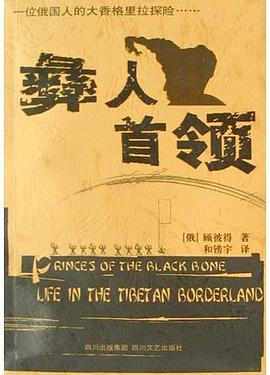 一位俄国人的大香格里拉探险……
彝人
首领
[俄] 顾彼得 著
和铹宇 译
PRINCES OF THE BLACK BONE
LIFE IN THE TIBETAN BORDERLAND
四川出版集团 四川文艺出版社